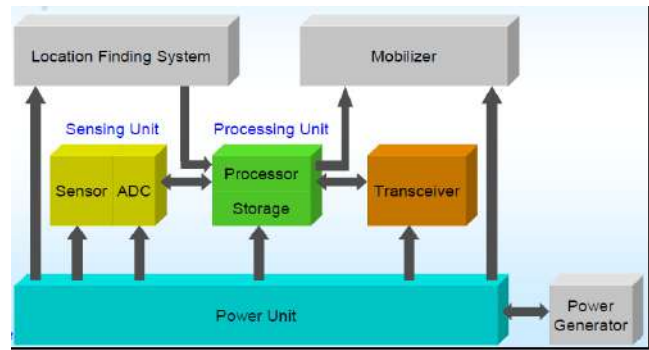 Location Finding System
Mobilizer
Sensing Unit
Processing Unit
Sensor
ADC
Processor
Storage
Transceiver
Power Unit
Power
Generator